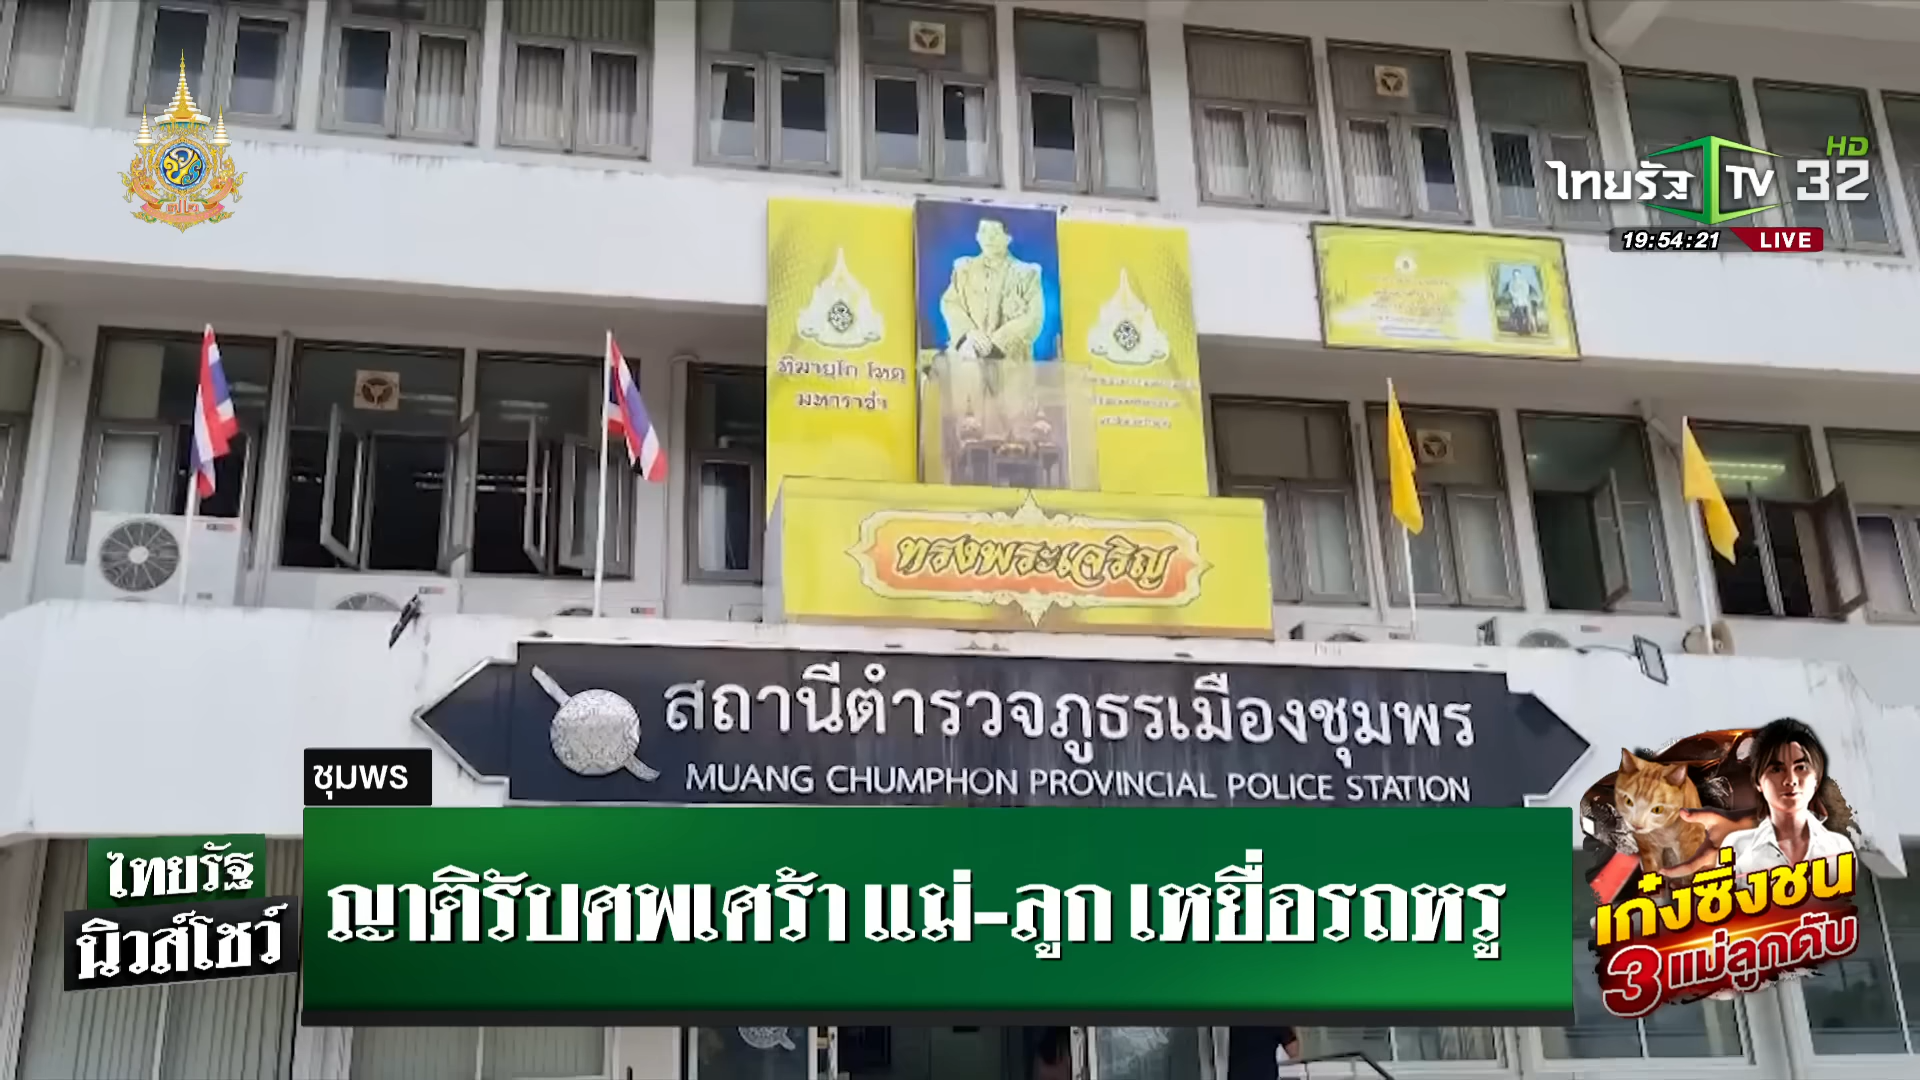 ๗๒
ไทยรัฐ TV 32 HD
19:54:21 LIVE
ทีฆายุโก โหตุ
มหาราชา
ทรงพระเจริญ
สถานีตำรวจภูธรเมืองชุมพร
MUANG CHUMPHON PROVINCIAL POLICE STATION
ชุมพร
ไทยรัฐ
นิวส์โชว์
ญาติรับศพเศร้า แม่-ลูก เหยื่อรถหรู
เก๋งซิ่งชน
3 แม่ลูกดับ